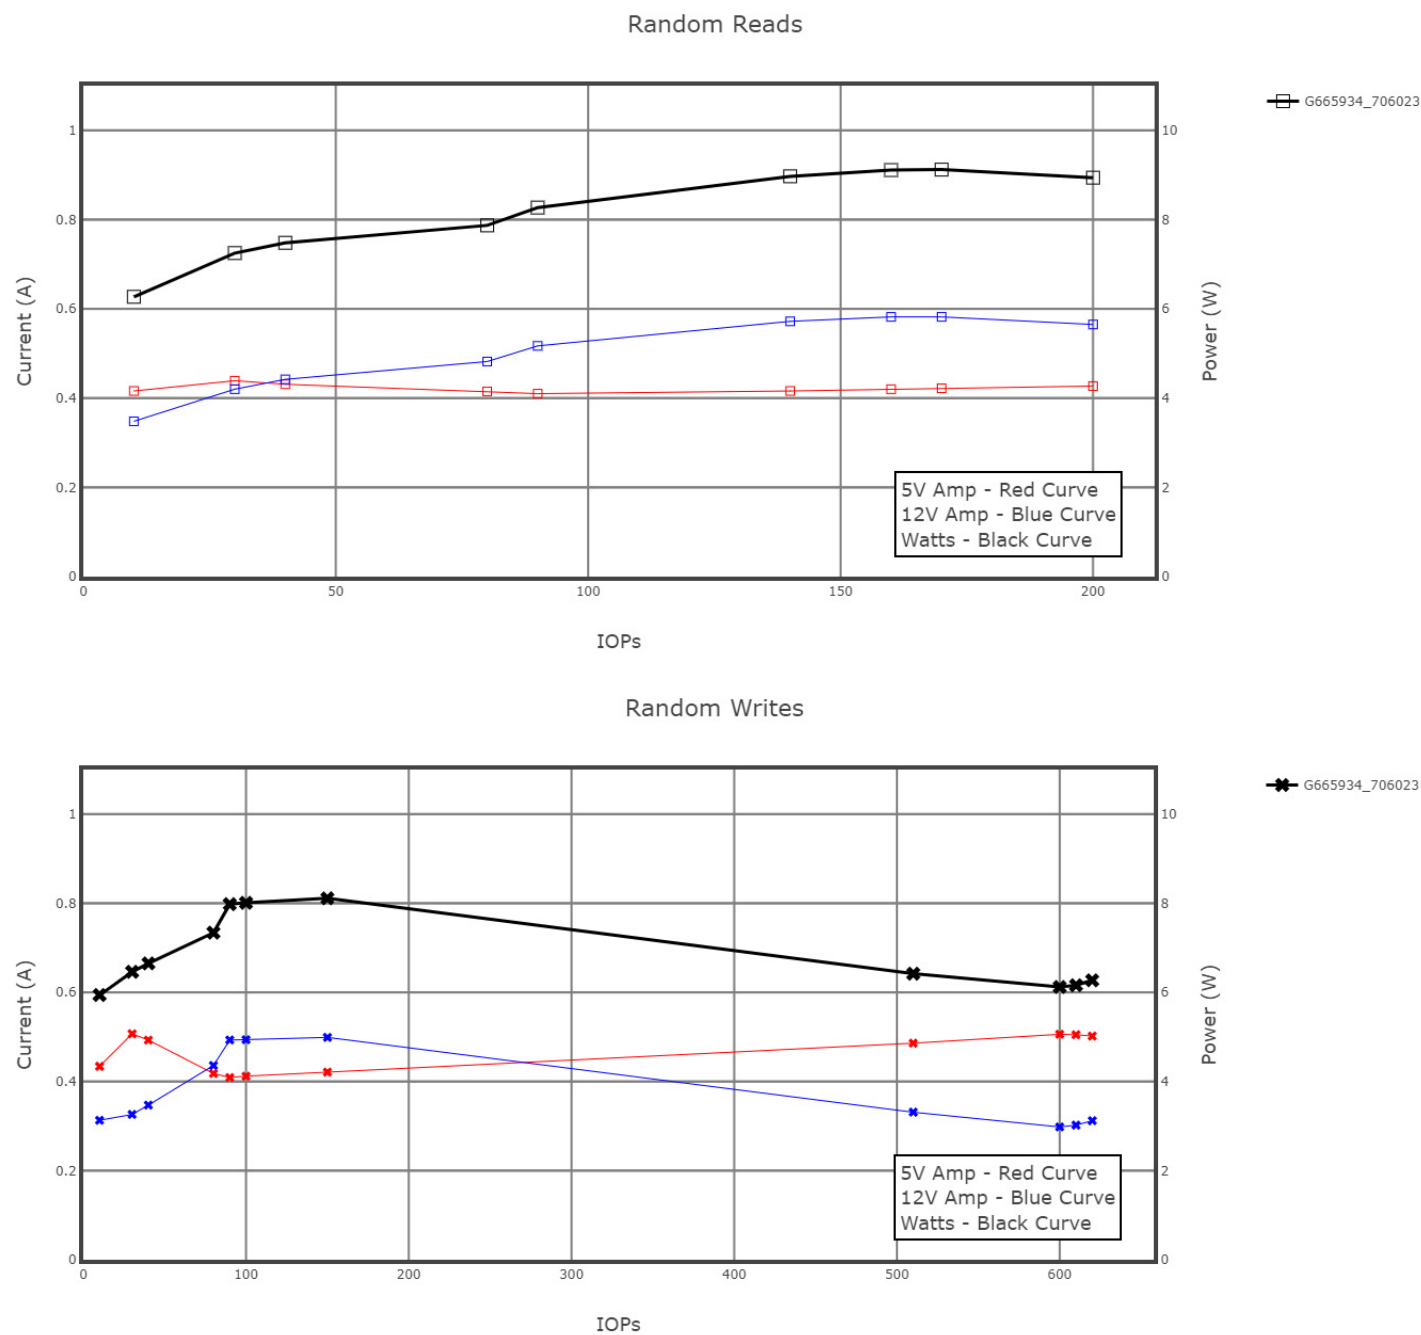 Random Reads
G665934_706023
1
0.8
0.6
0.4
0.2
0
Current (A)
10
8
6
4
2
0
Power (W)
5V Amp - Red Curve
12V Amp - Blue Curve
Watts - Black Curve
0 50 100 150 200
IOPs
Random Writes
G665934_706023
1
0.8
0.6
0.4
0.2
0
Current (A)
10
8
6
4
2
0
Power (W)
5V Amp - Red Curve
12V Amp - Blue Curve
Watts - Black Curve
0 100 200 300 400 500 600
IOPs